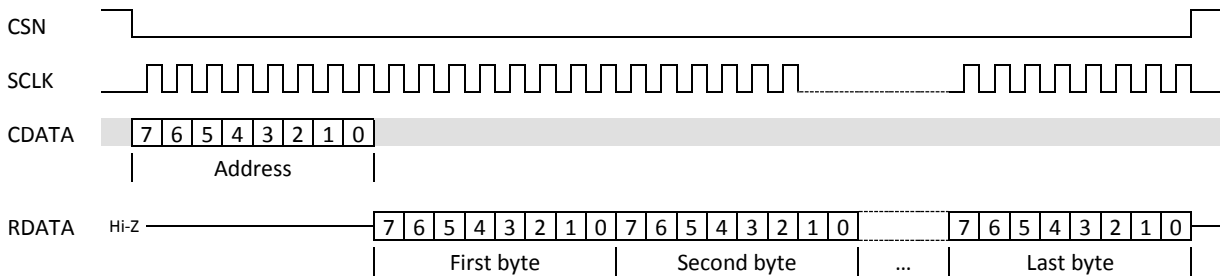 CSN
SCLK
CDATA 7 6 5 4 3 2 1 0
Address
RDATA Hi-Z 7 6 5 4 3 2 1 0 7 6 5 4 3 2 1 0 7 6 5 4 3 2 1 0
First byte Second byte ... Last byte